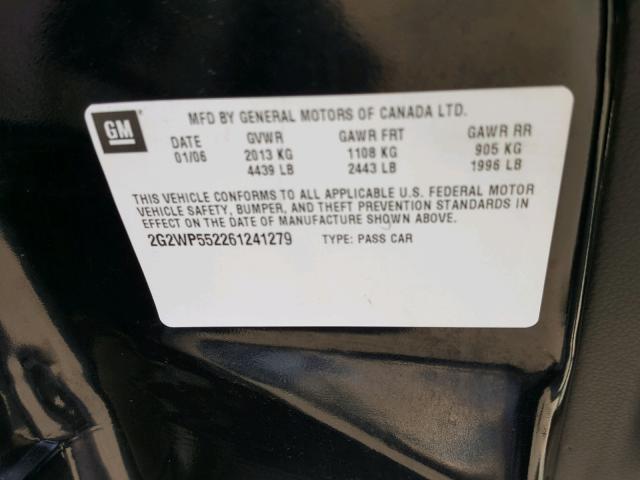 GM
MFD BY GENERAL MOTORS OF CANADA LTD.
DATE GVWR GAWR FRT GAWR RR
01/06 2013 KG 1108 KG 905 KG
4439 LB 2443 LB 1996 LB
THIS VEHICLE CONFORMS TO ALL APPLICABLE U.S. FEDERAL MOTOR
VEHICLE SAFETY, BUMPER, AND THEFT PREVENTION STANDARDS IN
EFFECT ON THE DATE OF MANUFACTURE SHOWN ABOVE.
2G2WP552261241279 TYPE: PASS CAR